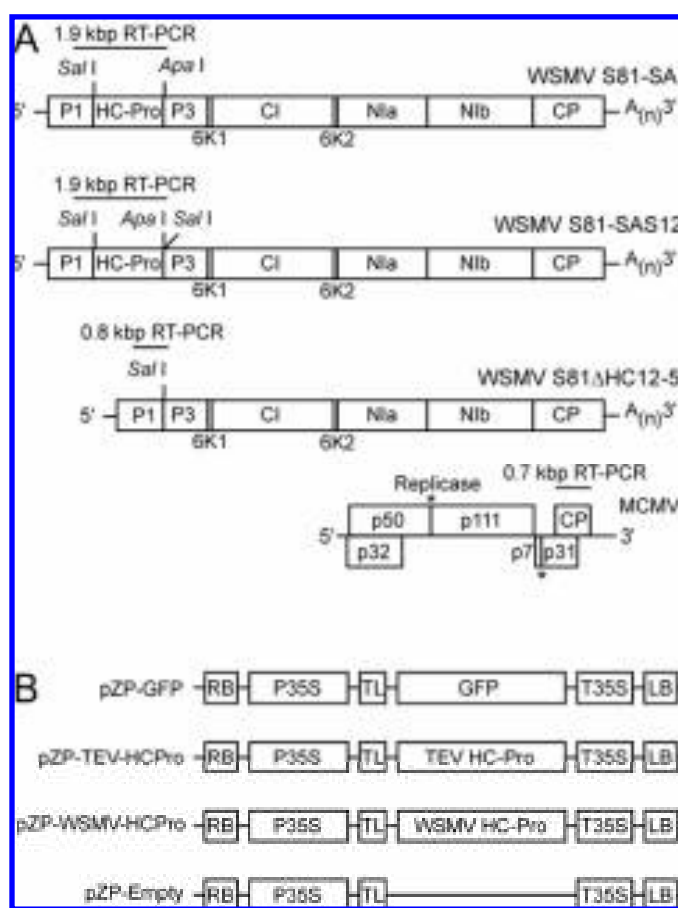 A
1.9 kbp RT-PCR
Sal I Apa I
WSMV S81-SA
5' P1 HC-Pro P3 CI NIa NIb CP A(n)3'
6K1 6K2
1.9 kbp RT-PCR
Sal I Apa I Sal I
WSMV S81-SAS12
5' P1 HC-Pro P3 CI NIa NIb CP A(n)3'
6K1 6K2
0.8 kbp RT-PCR
Sal I
WSMV S81ΔHC12-5
5' P1 P3 CI NIa NIb CP A(n)3'
6K1 6K2
0.7 kbp RT-PCR
Replicase * MCMV
p50 p111 CP
5' 3'
p32 p7 p31
*
B
pZP-GFP RB P35S TL GFP T35S LB
pZP-TEV-HCPro RB P35S TL TEV HC-Pro T35S LB
pZP-WSMV-HCPro RB P35S TL WSMV HC-Pro T35S LB
pZP-Empty RB P35S TL T35S LB